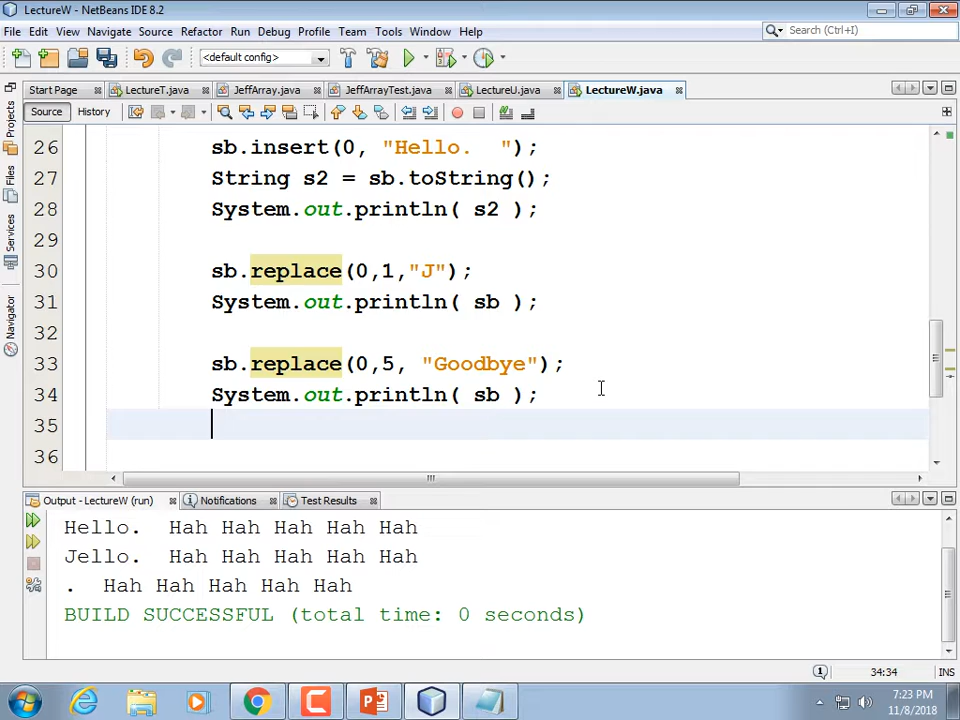 LectureW - NetBeans IDE 8.2
File Edit View Navigate Source Refactor Run Debug Profile Team Tools Window Help
Search (Ctrl+I)
<default config>
Start Page LectureT.java JeffArray.java JeffArrayTest.java LectureU.java LectureW.java
Source History
Projects
Files
Services
Navigator
26 sb.insert(0, "Hello.  ");
27 String s2 = sb.toString();
28 System.out.println( s2 );
29
30 sb.replace(0,1,"J");
31 System.out.println( sb );
32
33 sb.replace(0,5, "Goodbye");
34 System.out.println( sb );
35
36
Output - LectureW (run) Notifications Test Results
Hello.  Hah Hah Hah Hah Hah
Jello.  Hah Hah Hah Hah Hah
.  Hah Hah Hah Hah Hah
BUILD SUCCESSFUL (total time: 0 seconds)
1 34:34 INS
7:23 PM
11/8/2018